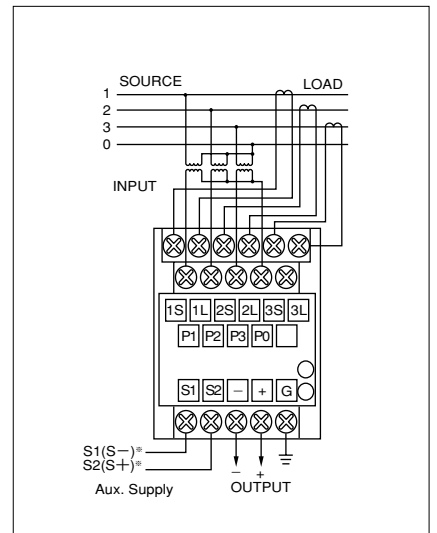 SOURCE LOAD
1
2
3
0
INPUT
1S 1L 2S 2L 3S 3L
P1 P2 P3 P0
S1 S2 − + G
S1(S−)※
S2(S+)※
− +
Aux. Supply OUTPUT